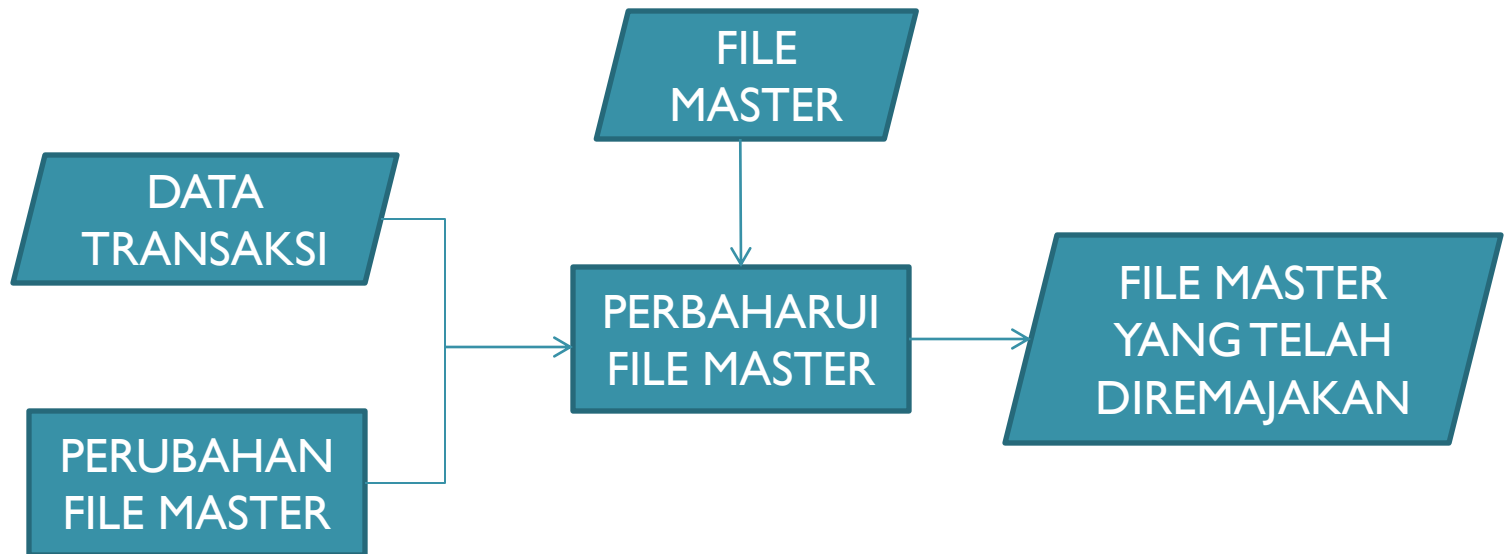 FILE
MASTER
DATA
TRANSAKSI
PERBAHARUI
FILE MASTER
FILE MASTER
YANG TELAH
DIREMAJAKAN
PERUBAHAN
FILE MASTER